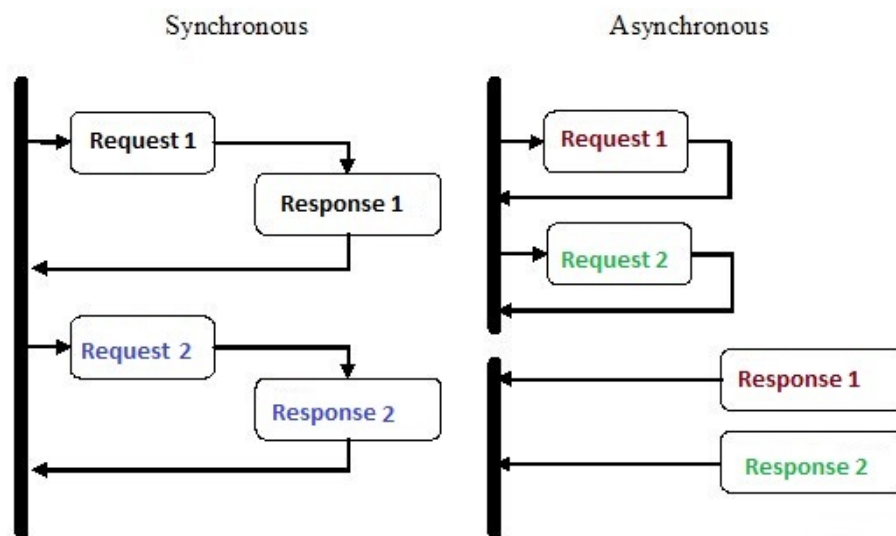 Synchronous
Request 1
Response 1
Request 2
Response 2
Asynchronous
Request 1
Request 2
Response 1
Response 2